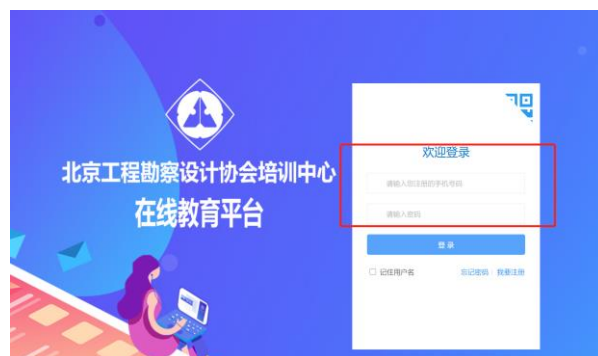 北京工程勘察设计协会培训中心
在线教育平台
欢迎登录
请输入您注册的手机号码
请输入密码
登 录
记住用户名 忘记密码 | 我要注册